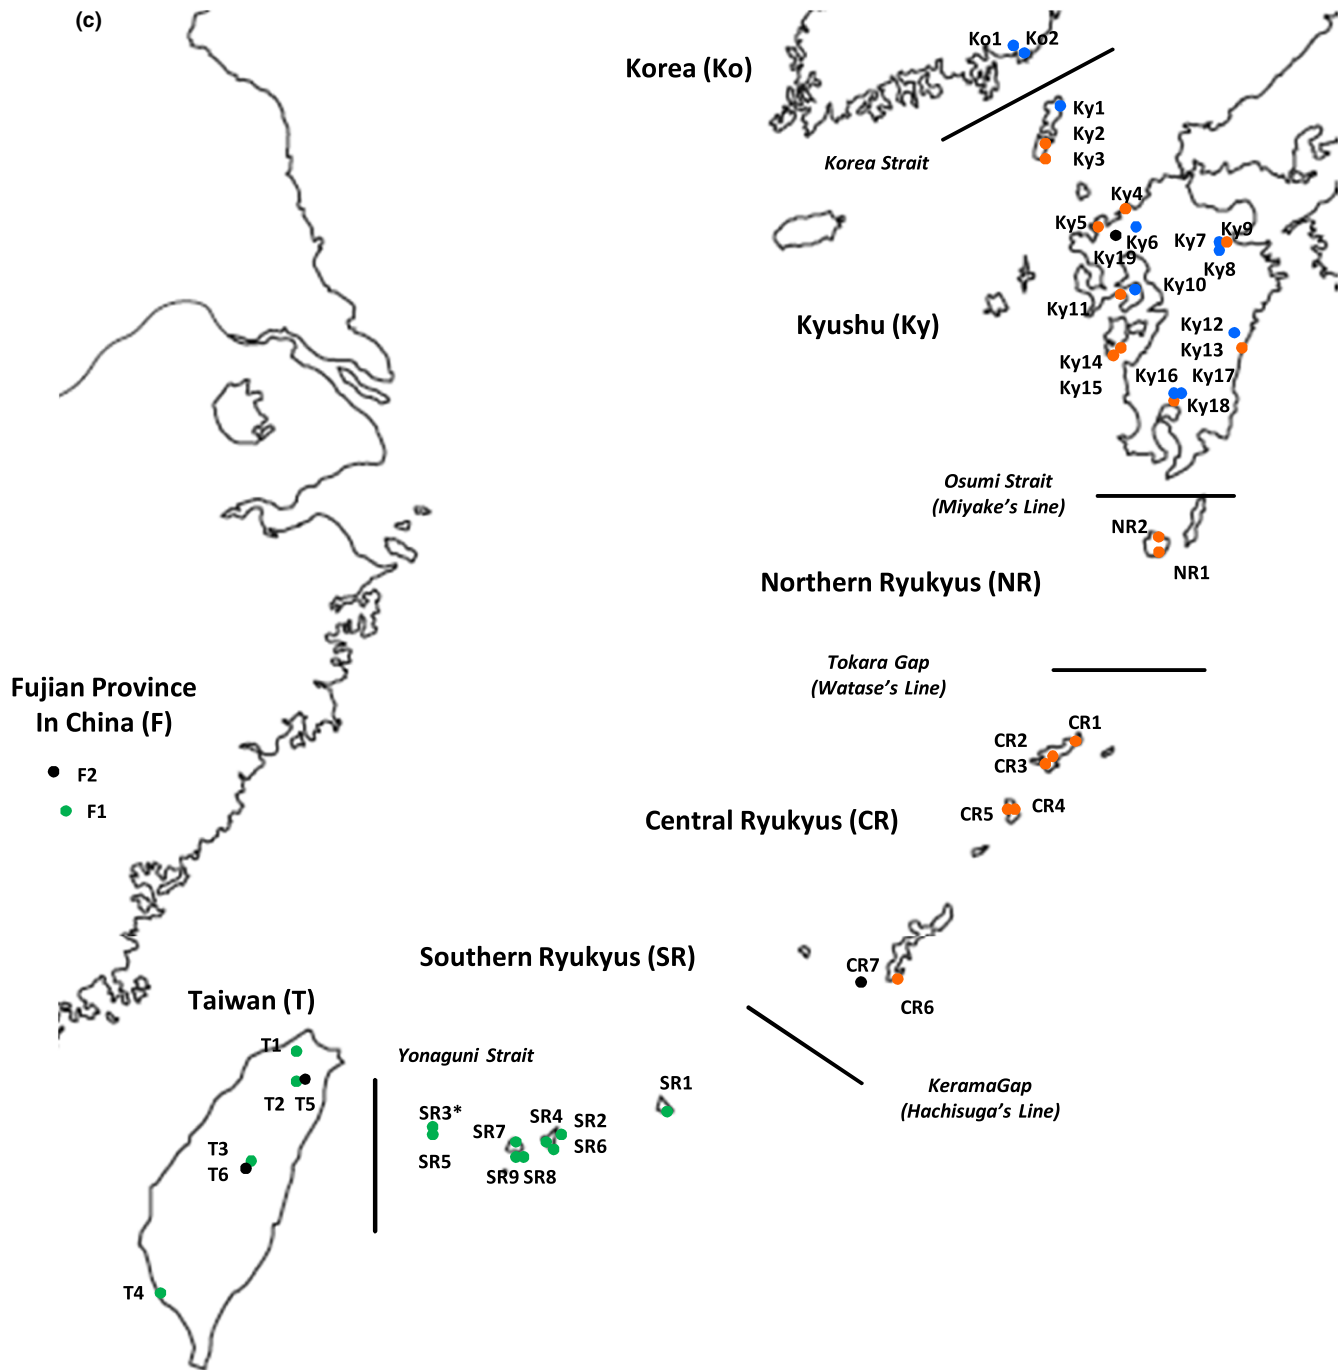 (c)
Ko1
Ko2
Korea (Ko)
Ky1
Ky2
Korea Strait
Ky3
Ky4
Ky5
Ky6
Ky7
Ky9
Ky19
Ky8
Ky10
Ky11
Kyushu (Ky)
Ky12
Ky13
Ky14
Ky15
Ky16
Ky17
Ky18
Osumi Strait
(Miyake's Line)
NR2
NR1
Northern Ryukyus (NR)
Tokara Gap
(Watase's Line)
Fujian Province
In China (F)
F2
F1
CR1
CR2
CR3
CR5
CR4
Central Ryukyus (CR)
Southern Ryukyus (SR)
CR7
CR6
Taiwan (T)
T1
Yonaguni Strait
KeramaGap
(Hachisuga's Line)
SR1
T2
T5
SR3*
SR4
SR2
SR7
SR6
T3
SR5
T6
SR9
SR8
T4